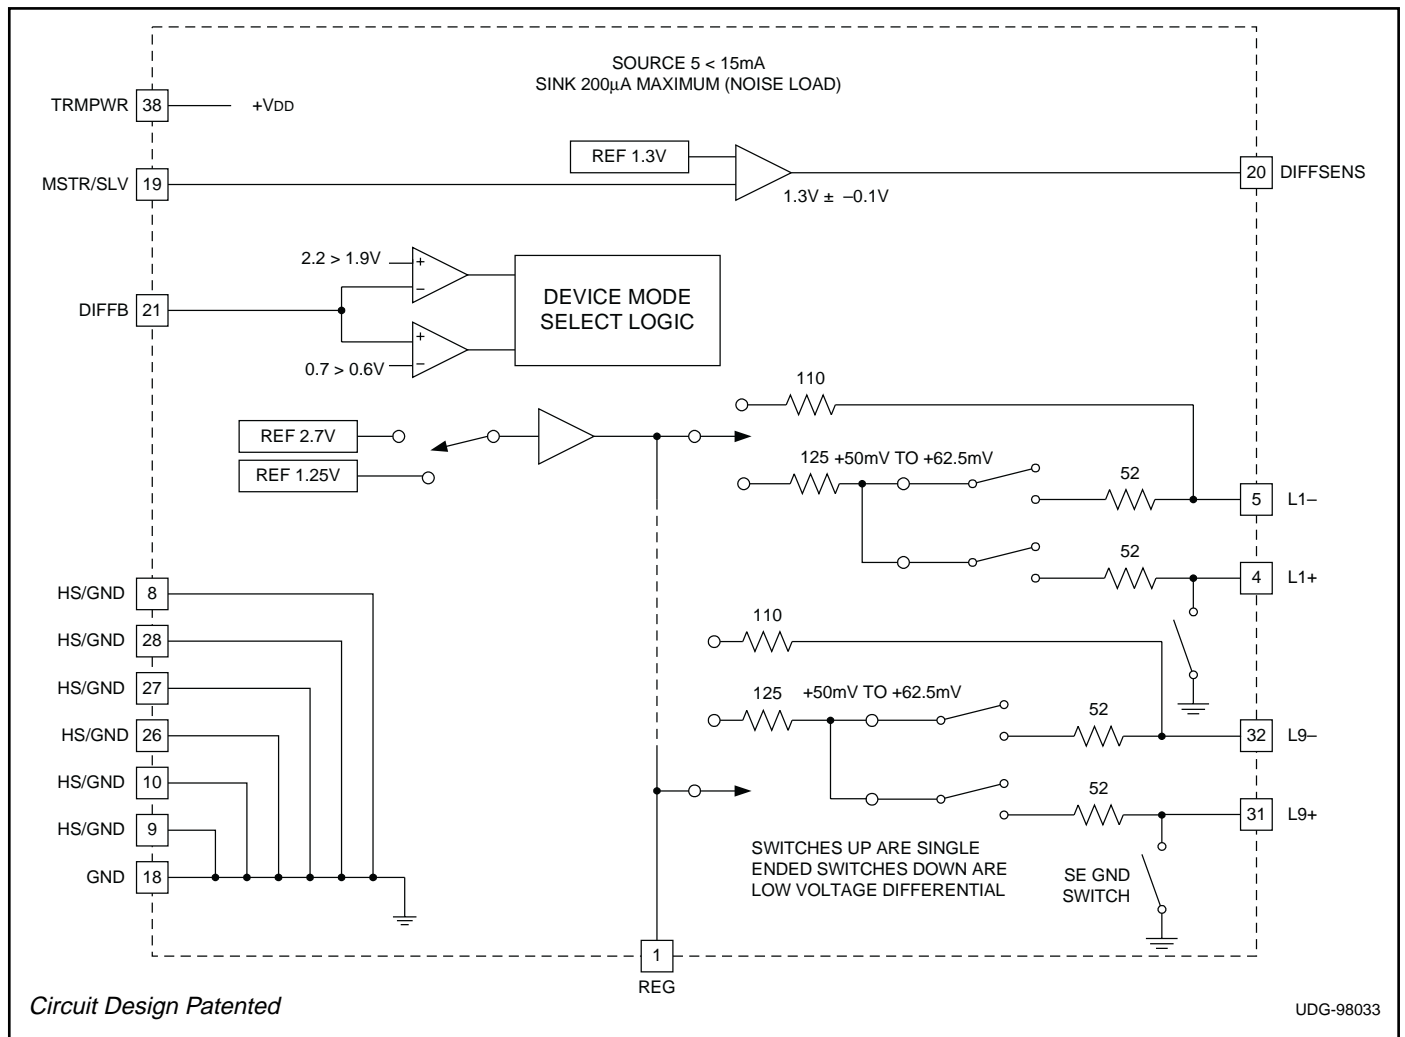 SOURCE 5 < 15mA
SINK 200µA MAXIMUM (NOISE LOAD)
TRMPWR 38 +VDD
REF 1.3V
MSTR/SLV 19
20 DIFFSENS
1.3V ± –0.1V
2.2 > 1.9V
+
–
DEVICE MODE
SELECT LOGIC
DIFFB 21
+
–
0.7 > 0.6V
110
REF 2.7V
REF 1.25V
125 +50mV TO +62.5mV
52
5 L1–
52
4 L1+
HS/GND 8
HS/GND 28
HS/GND 27
HS/GND 26
HS/GND 10
HS/GND 9
GND 18
110
125 +50mV TO +62.5mV
52
32 L9–
52
31 L9+
SWITCHES UP ARE SINGLE
ENDED SWITCHES DOWN ARE
LOW VOLTAGE DIFFERENTIAL
SE GND
SWITCH
1
REG
Circuit Design Patented
UDG-98033